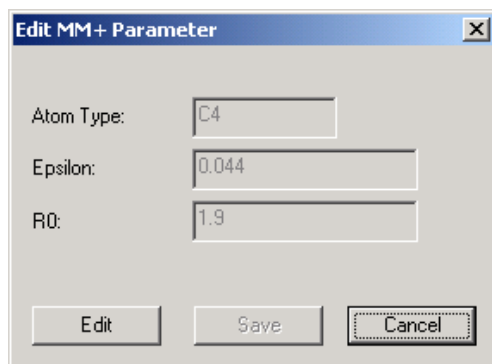 Edit MM+ Parameter
Atom Type: C4
Epsilon: 0.044
R0: 1.9
Edit Save Cancel